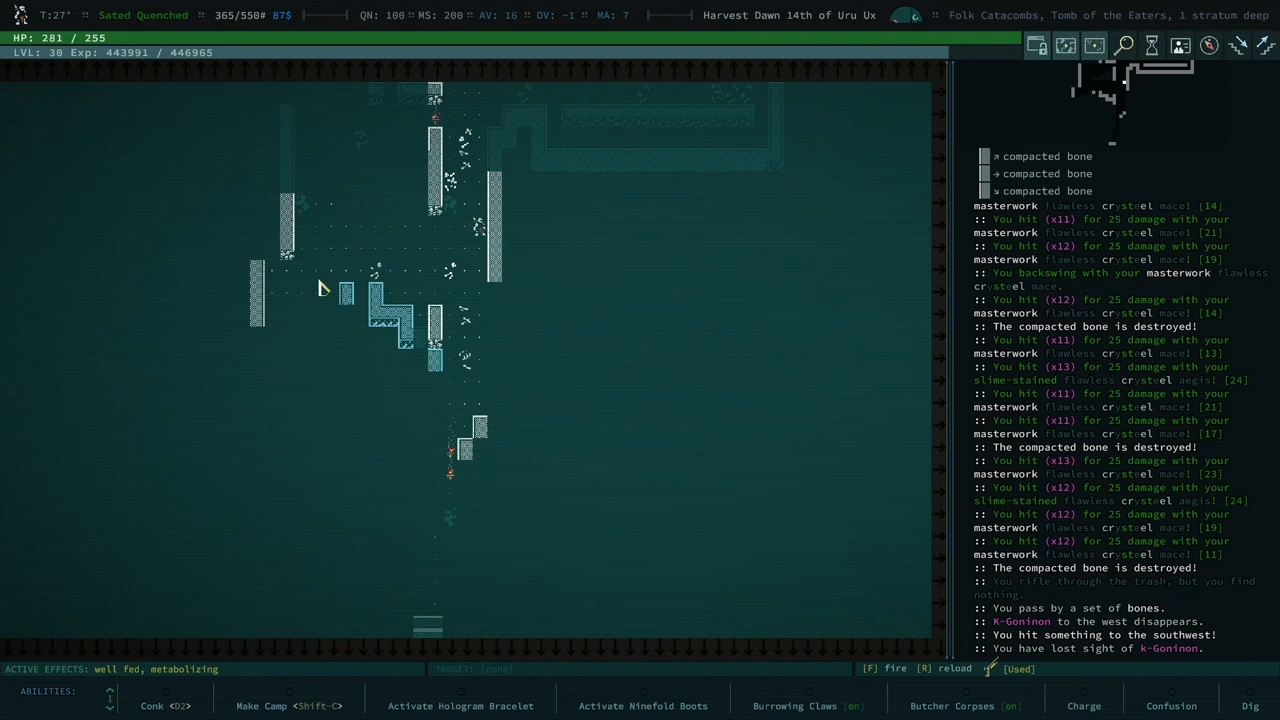 T:27° :: Sated Quenched :: 365/550# 87$ QN: 100 :: MS: 200 :: AV: 16 :: DV: -1 :: MA: 7 Harvest Dawn 14th of Uru Ux :: Folk Catacombs, Tomb of the Eaters, 1 stratum deep
HP: 281 / 255
LVL: 30 Exp: 443991 / 446965
compacted bone
compacted bone
compacted bone
masterwork flawless crysteel mace! [14]
:: You hit (x11) for 25 damage with your
masterwork flawless crysteel mace! [21]
:: You hit (x12) for 25 damage with your
masterwork flawless crysteel mace! [19]
:: You backswing with your masterwork flawless
crysteel mace.
:: You hit (x12) for 25 damage with your
masterwork flawless crysteel mace! [14]
:: The compacted bone is destroyed!
:: You hit (x11) for 25 damage with your
masterwork flawless crysteel mace! [13]
:: You hit (x13) for 25 damage with your
slime-stained flawless crysteel aegis! [24]
:: You hit (x11) for 25 damage with your
masterwork flawless crysteel mace! [21]
:: You hit (x11) for 25 damage with your
masterwork flawless crysteel mace! [17]
:: The compacted bone is destroyed!
:: You hit (x13) for 25 damage with your
masterwork flawless crysteel mace! [23]
:: You hit (x12) for 25 damage with your
slime-stained flawless crysteel aegis! [24]
:: You hit (x12) for 25 damage with your
masterwork flawless crysteel mace! [19]
:: You hit (x12) for 25 damage with your
masterwork flawless crysteel mace! [11]
:: The compacted bone is destroyed!
:: You rifle through the trash, but you find
nothing.
:: You pass by a set of bones.
:: K-Goninon to the west disappears.
:: You hit something to the southwest!
:: You have lost sight of k-Goninon.
ACTIVE EFFECTS: well fed, metabolizing
TARGET: [none]
[F] fire [R] reload [Used]
ABILITIES: 1 Conk <D2> Make Camp <Shift-C> Activate Hologram Bracelet Activate Ninefold Boots Burrowing Claws [on] Butcher Corpses [on] Charge Confusion Dig